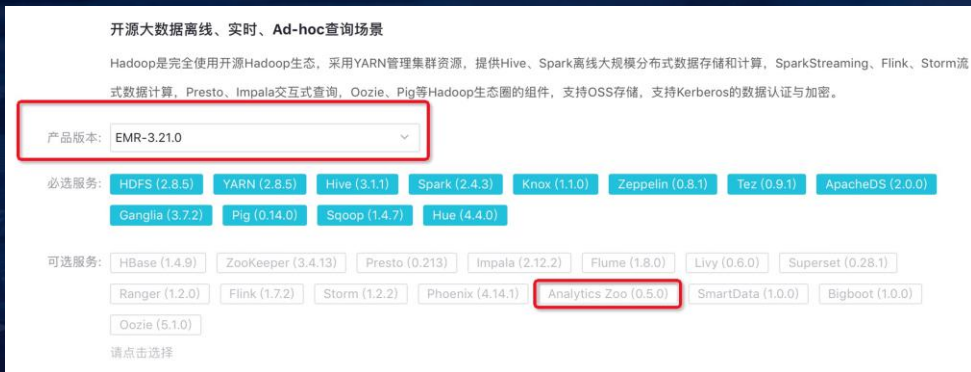 开源大数据离线、实时、Ad-hoc查询场景
Hadoop是完全使用开源Hadoop生态，采用YARN管理集群资源，提供Hive、Spark离线大规模分布式数据存储和计算，SparkStreaming、Flink、Storm流
式数据计算，Presto、Impala交互式查询，Oozie、Pig等Hadoop生态圈的组件，支持OSS存储，支持Kerberos的数据认证与加密。
产品版本: EMR-3.21.0
必选服务: HDFS (2.8.5) YARN (2.8.5) Hive (3.1.1) Spark (2.4.3) Knox (1.1.0) Zeppelin (0.8.1) Tez (0.9.1) ApacheDS (2.0.0)
Ganglia (3.7.2) Pig (0.14.0) Sqoop (1.4.7) Hue (4.4.0)
可选服务: HBase (1.4.9) ZooKeeper (3.4.13) Presto (0.213) Impala (2.12.2) Flume (1.8.0) Livy (0.6.0) Superset (0.28.1)
Ranger (1.2.0) Flink (1.7.2) Storm (1.2.2) Phoenix (4.14.1) Analytics Zoo (0.5.0) SmartData (1.0.0) Bigboot (1.0.0)
Oozie (5.1.0)
请点击选择